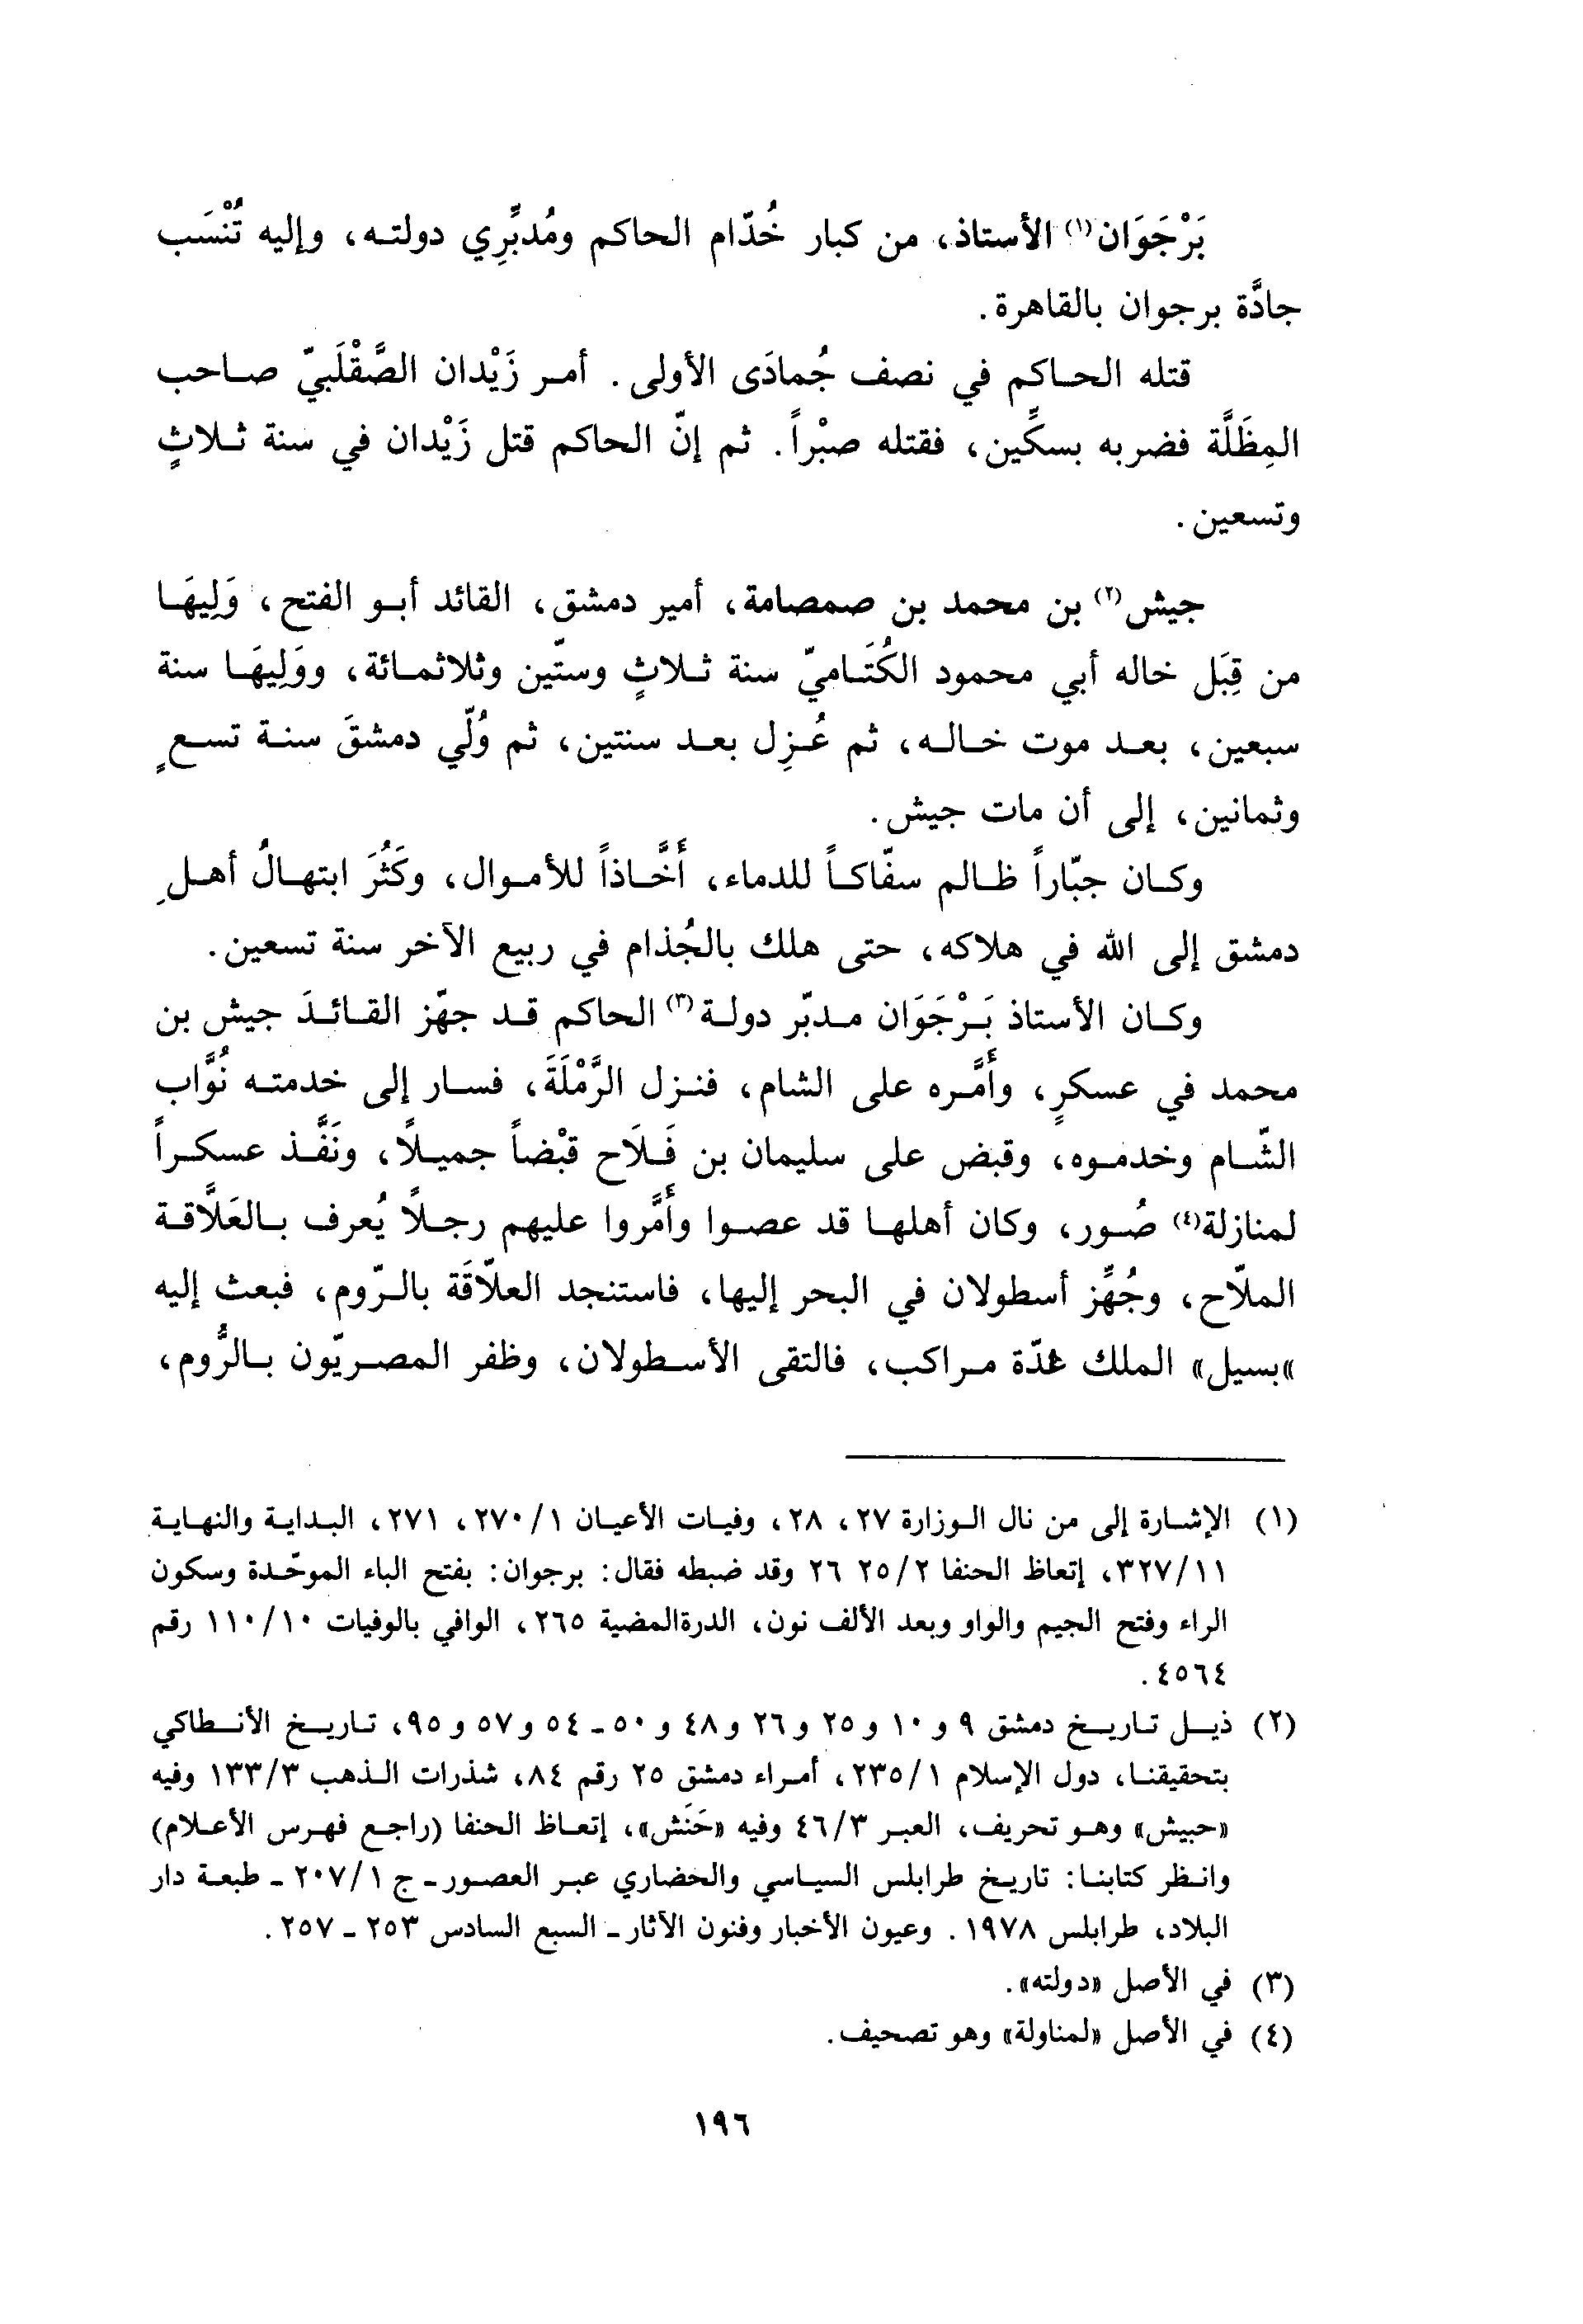 بَرْجَوَان(١) الأستاذ، من كبار خُدّام الحاكم ومُدبِّرِي دولته، وإليه تُنْسَب
جادَّة برجوان بالقاهرة.
قتله الحاكم في نصف جُمادَى الأولى. أمر زَيْدان الصَّقْلَبيّ صاحب
المِظَلَّة فضربه بسكِّين، فقتله صبْراً. ثم إنّ الحاكم قتل زَيْدان في سنة ثلاثٍ
وتسعين.
جيش(٢) بن محمد بن صمصامة، أمير دمشق، القائد أبو الفتح، وَلِيهَا
من قِبَل خاله أبي محمود الكُتَاميّ سنة ثلاثٍ وستّين وثلاثمائة، ووَلِيهَا سنة
سبعين، بعد موت خاله، ثم عُزِل بعد سنتين، ثم وُلّي دمشقَ سنة تسعٍ
وثمانين، إلى أن مات جيش.
وكان جبّاراً ظالم سفّاكاً للدماء، أَخَّاذاً للأموال، وكَثُرَ ابتهالُ أهلِ
دمشق إلى الله في هلاكه، حتى هلك بالجُذام في ربيع الآخر سنة تسعين.
وكان الأستاذ بَرْجَوَان مدبّر دولة(٣) الحاكم قد جهّز القائدَ جيش بن
محمد في عسكرٍ، وأَمَّره على الشام، فنزل الرَّمْلَةَ، فسار إلى خدمته نُوَّاب
الشّام وخدموه، وقبض على سليمان بن فَلَاح قبْضاً جميلًا، ونَفَّذ عسكراً
لمنازلة(٤) صُور، وكان أهلها قد عصوا وأَمَّروا عليهم رجلاً يُعرف بالعَلَّاقة
الملّاح، وجُهِّز أسطولان في البحر إليها، فاستنجد العلّاقَة بالرّوم، فبعث إليه
»بسيل» الملك عدّة مراكب، فالتقى الأسطولان، وظفر المصريّون بالرُّوم،
(١) الإشارة إلى من نال الوزارة ٢٧، ٢٨، وفيات الأعيان ٢٧٠/١، ٢٧١، البداية والنهاية
٣٢٧/١١، إتعاظ الحنفا ٢٥/٢ ٢٦ وقد ضبطه فقال: برجوان: بفتح الباء الموحّدة وسكون
الراء وفتح الجيم والواو وبعد الألف نون، الدرةالمضية ٢٦٥، الوافي بالوفيات ١١٠/١٠ رقم
٤٥٦٤.
(٢) ذيل تاريخ دمشق ٩ و ١٠ و ٢٥ و ٢٦ و ٤٨ و ٥٠ - ٥٤ و ٥٧ و ٩٥، تاريخ الأنطاكي
بتحقيقنا، دول الإسلام ٢٣٥/١، أمراء دمشق ٢٥ رقم ٨٤، شذرات الذهب ١٣٣/٣ وفيه
«حبيش» وهو تحريف، العبر ٤٦/٣ وفيه «حَنَش»، إتعاظ الحنفا (راجع فهرس الأعلام)
وانظر كتابنا: تاريخ طرابلس السياسي والحضاري عبر العصور - ج ٢٠٧/١ - طبعة دار
البلاد، طرابلس ١٩٧٨. وعيون الأخبار وفنون الآثار - السبع السادس ٢٥٣ - ٢٥٧.
(٣) في الأصل «دولته».
(٤) في الأصل «لمناولة» وهو تصحيف.
١٩٦